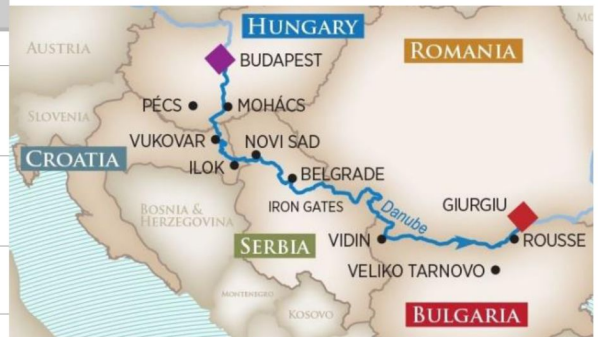 HUNGARY
AUSTRIA
ROMANIA
BUDAPEST
PÉCS
MOHÁCS
SLOVENIA
VUKOVAR
NOVI SAD
CROATIA
ILOK
BELGRADE
IRON GATES
BOSNIA &
HERZEGOVINA
GIURGIU
Danube
SERBIA
VIDIN
ROUSSE
VELIKO TARNOVO
MONTENEGRO
KOSOVO
BULGARIA